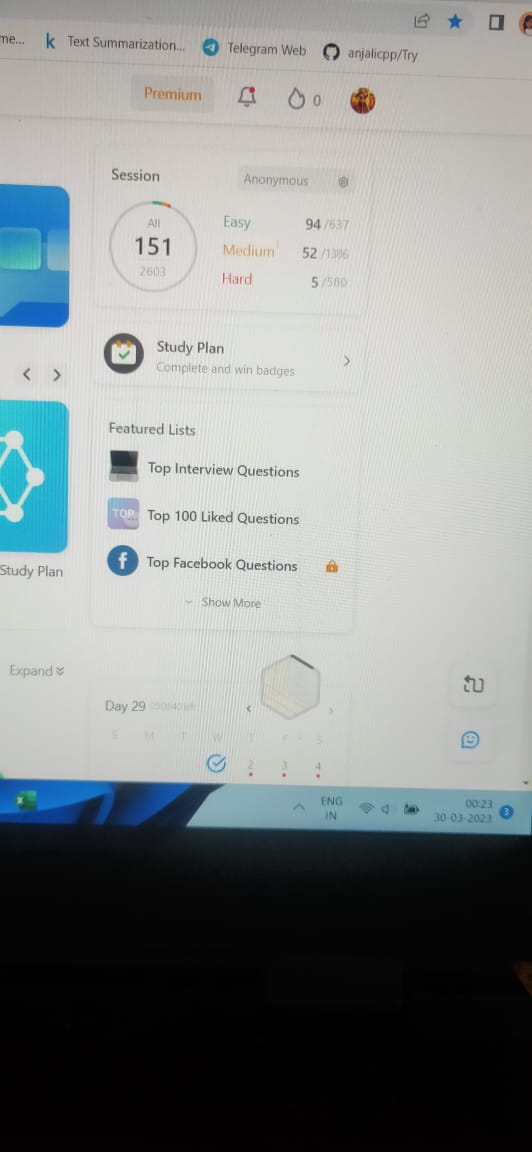 me...
k Text Summarization...
Telegram Web
anjalicpp/Try
Premium
0
Session
Anonymous
All
151
2603
Easy 94/637
Medium 52/1386
Hard 5/580
Study Plan
Complete and win badges
Featured Lists
Top Interview Questions
TOP Top 100 Liked Questions
f Top Facebook Questions
Show More
Study Plan
Expand
Day 29
S M T W T F S
2 3 4
ENG
IN
00:23
30-03-2023
3